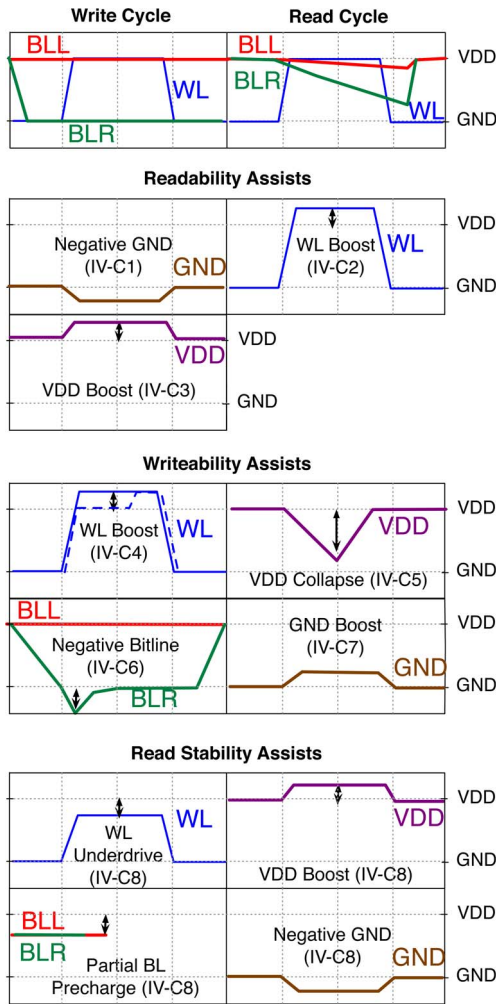 Write Cycle
Read Cycle
BLL
WL
BLR
BLL
BLR
WL
VDD
GND
Readability Assists
Negative GND
(IV-C1)
GND
WL Boost
(IV-C2)
WL
VDD
GND
VDD
VDD Boost (IV-C3)
VDD
GND
Writeability Assists
WL Boost
(IV-C4)
WL
VDD
VDD Collapse (IV-C5)
VDD
GND
BLL
Negative Bitline
(IV-C6)
BLR
GND Boost
(IV-C7)
GND
VDD
GND
Read Stability Assists
WL
WL
Underdrive
(IV-C8)
VDD
VDD Boost (IV-C8)
VDD
GND
BLL
BLR
Partial BL
Precharge (IV-C8)
Negative GND
(IV-C8)
GND
VDD
GND